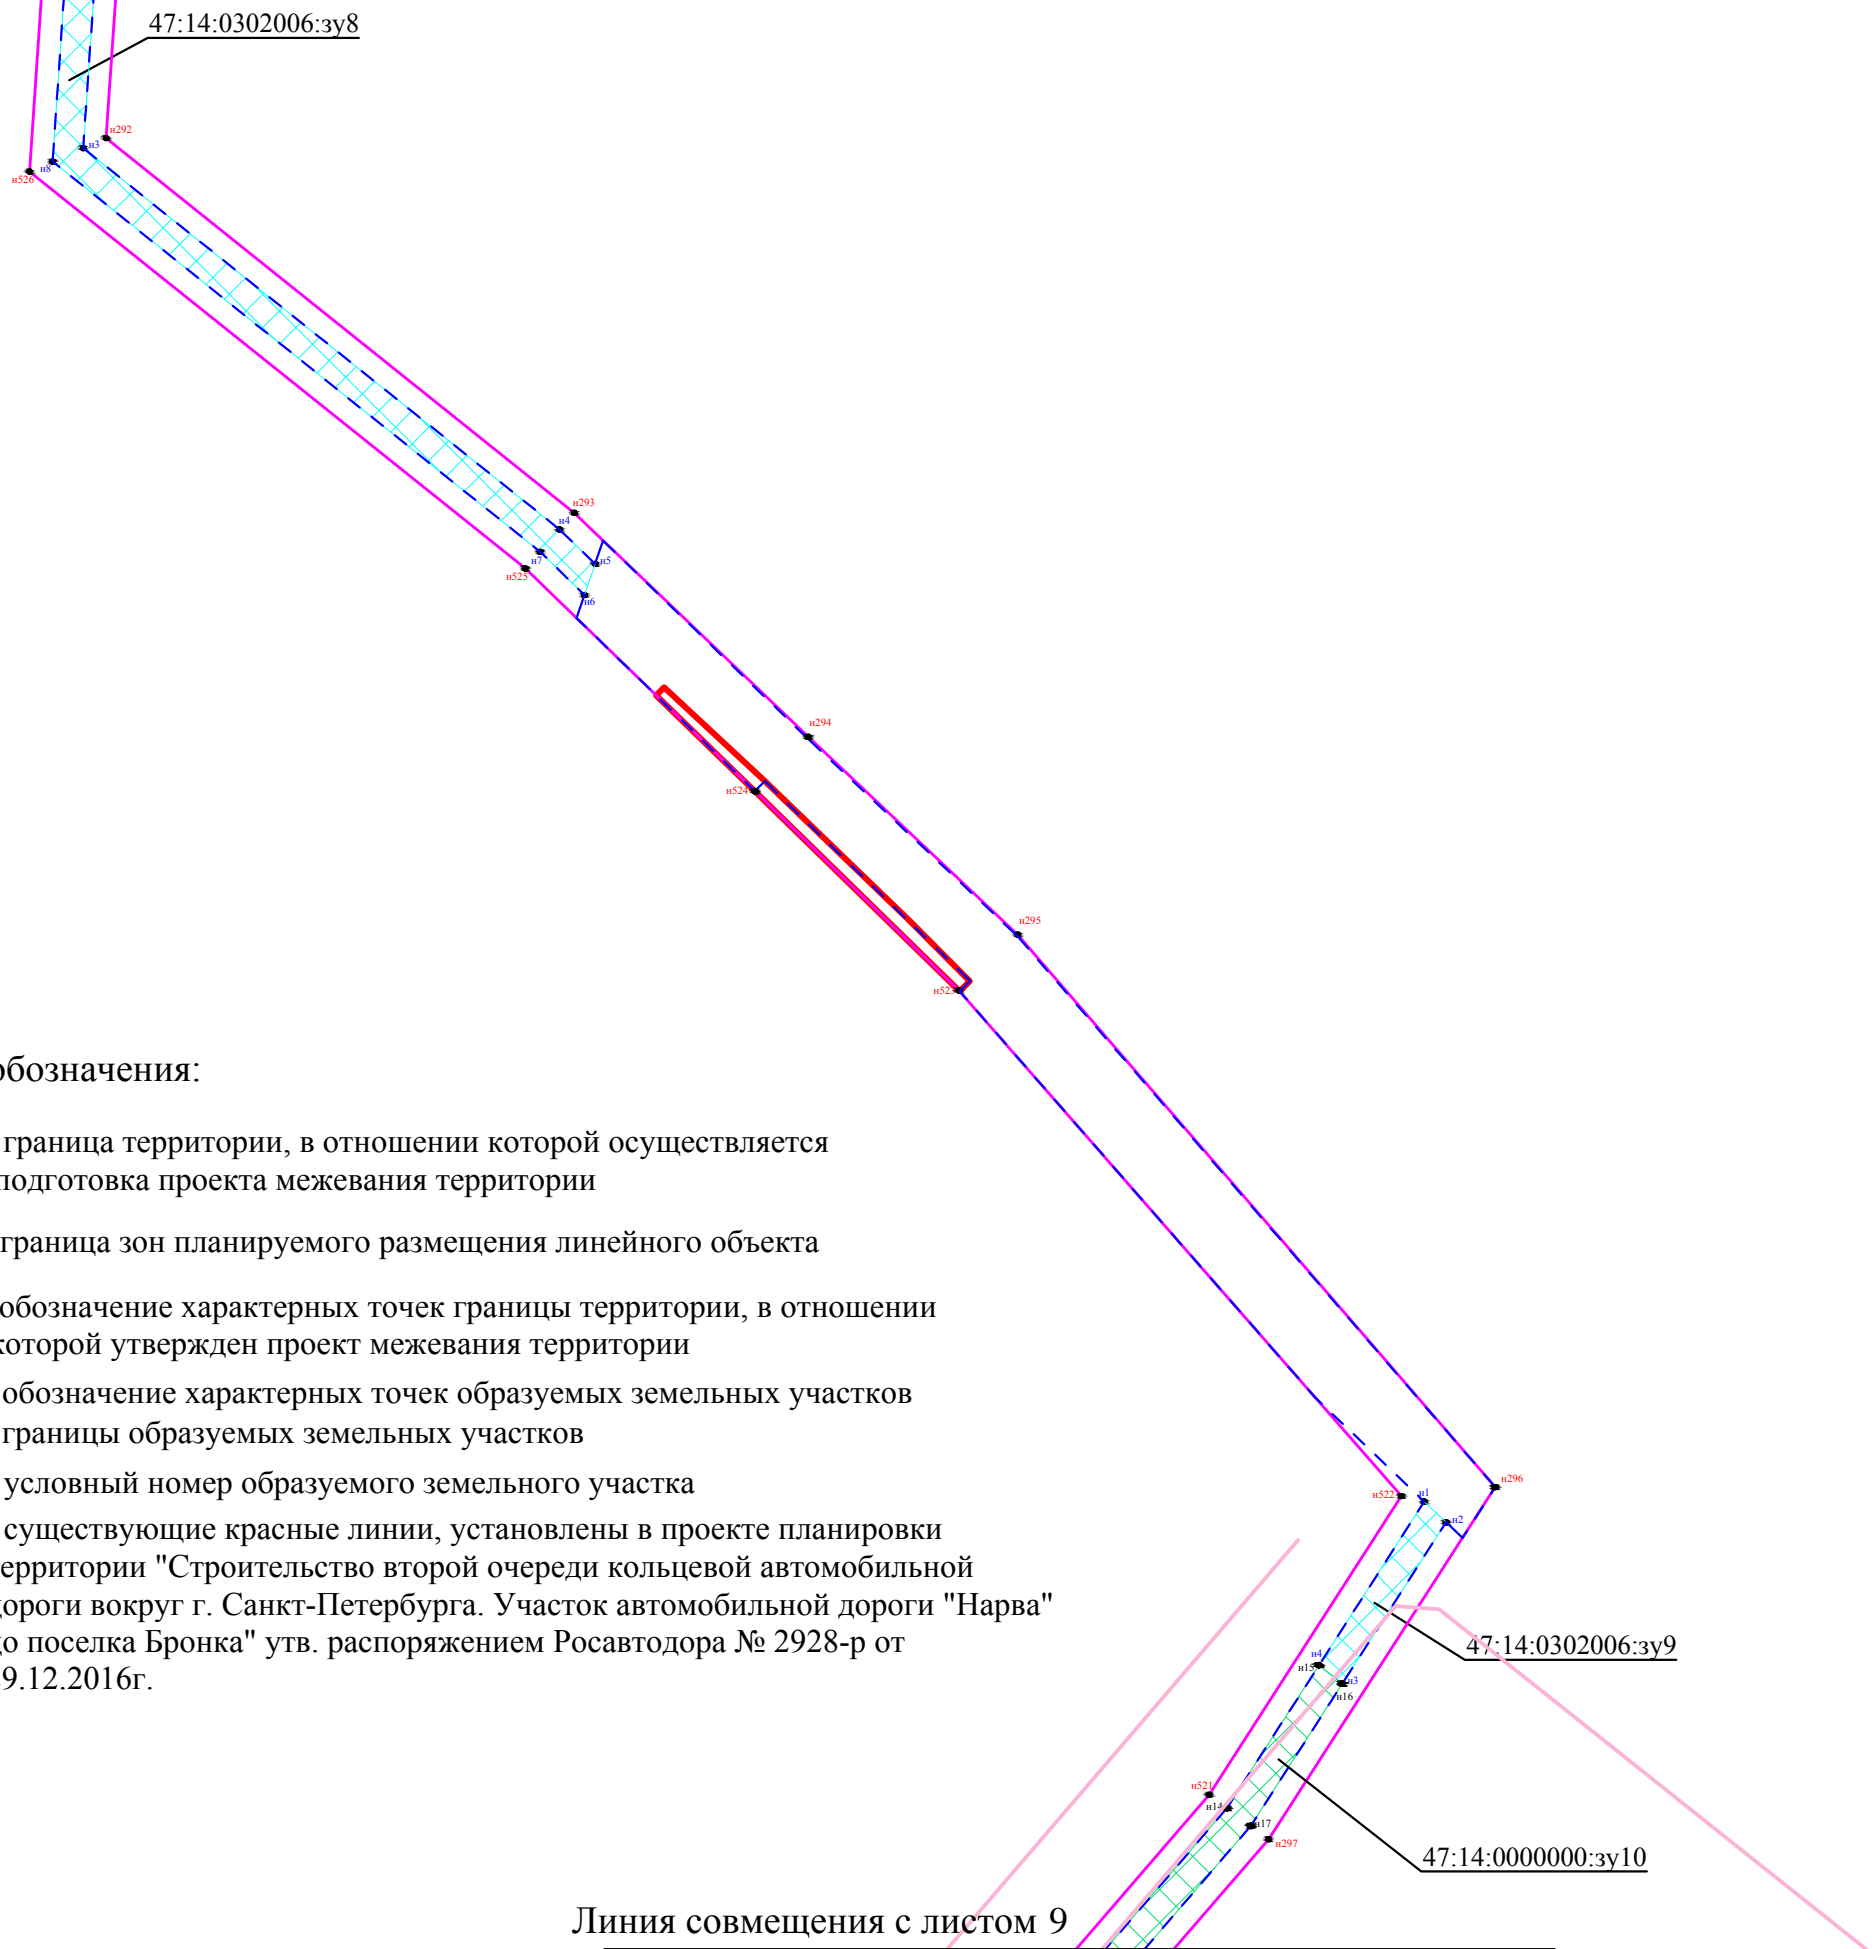 47:14:0302006:зу8
н292
н3
н8
н526
н293
н4
н7
н5
н525
н6
н294
н524
н295
н523
обозначения:
граница территории, в отношении которой осуществляется
подготовка проекта межевания территории
граница зон планируемого размещения линейного объекта
обозначение характерных точек границы территории, в отношении
которой утвержден проект межевания территории
обозначение характерных точек образуемых земельных участков
границы образуемых земельных участков
условный номер образуемого земельного участка
н296
н522
н1
н2
существующие красные линии, установлены в проекте планировки
ерритории "Строительство второй очереди кольцевой автомобильной
дороги вокруг г. Санкт-Петербурга. Участок автомобильной дороги "Нарва"
до поселка Бронка" утв. распоряжением Росавтодора № 2928-р от
9.12.2016г.
47:14:0302006:зу9
н4
н15
н3
н16
н521
н14
н17
н297
47:14:0000000:зу10
Линия совмещения с листом 9